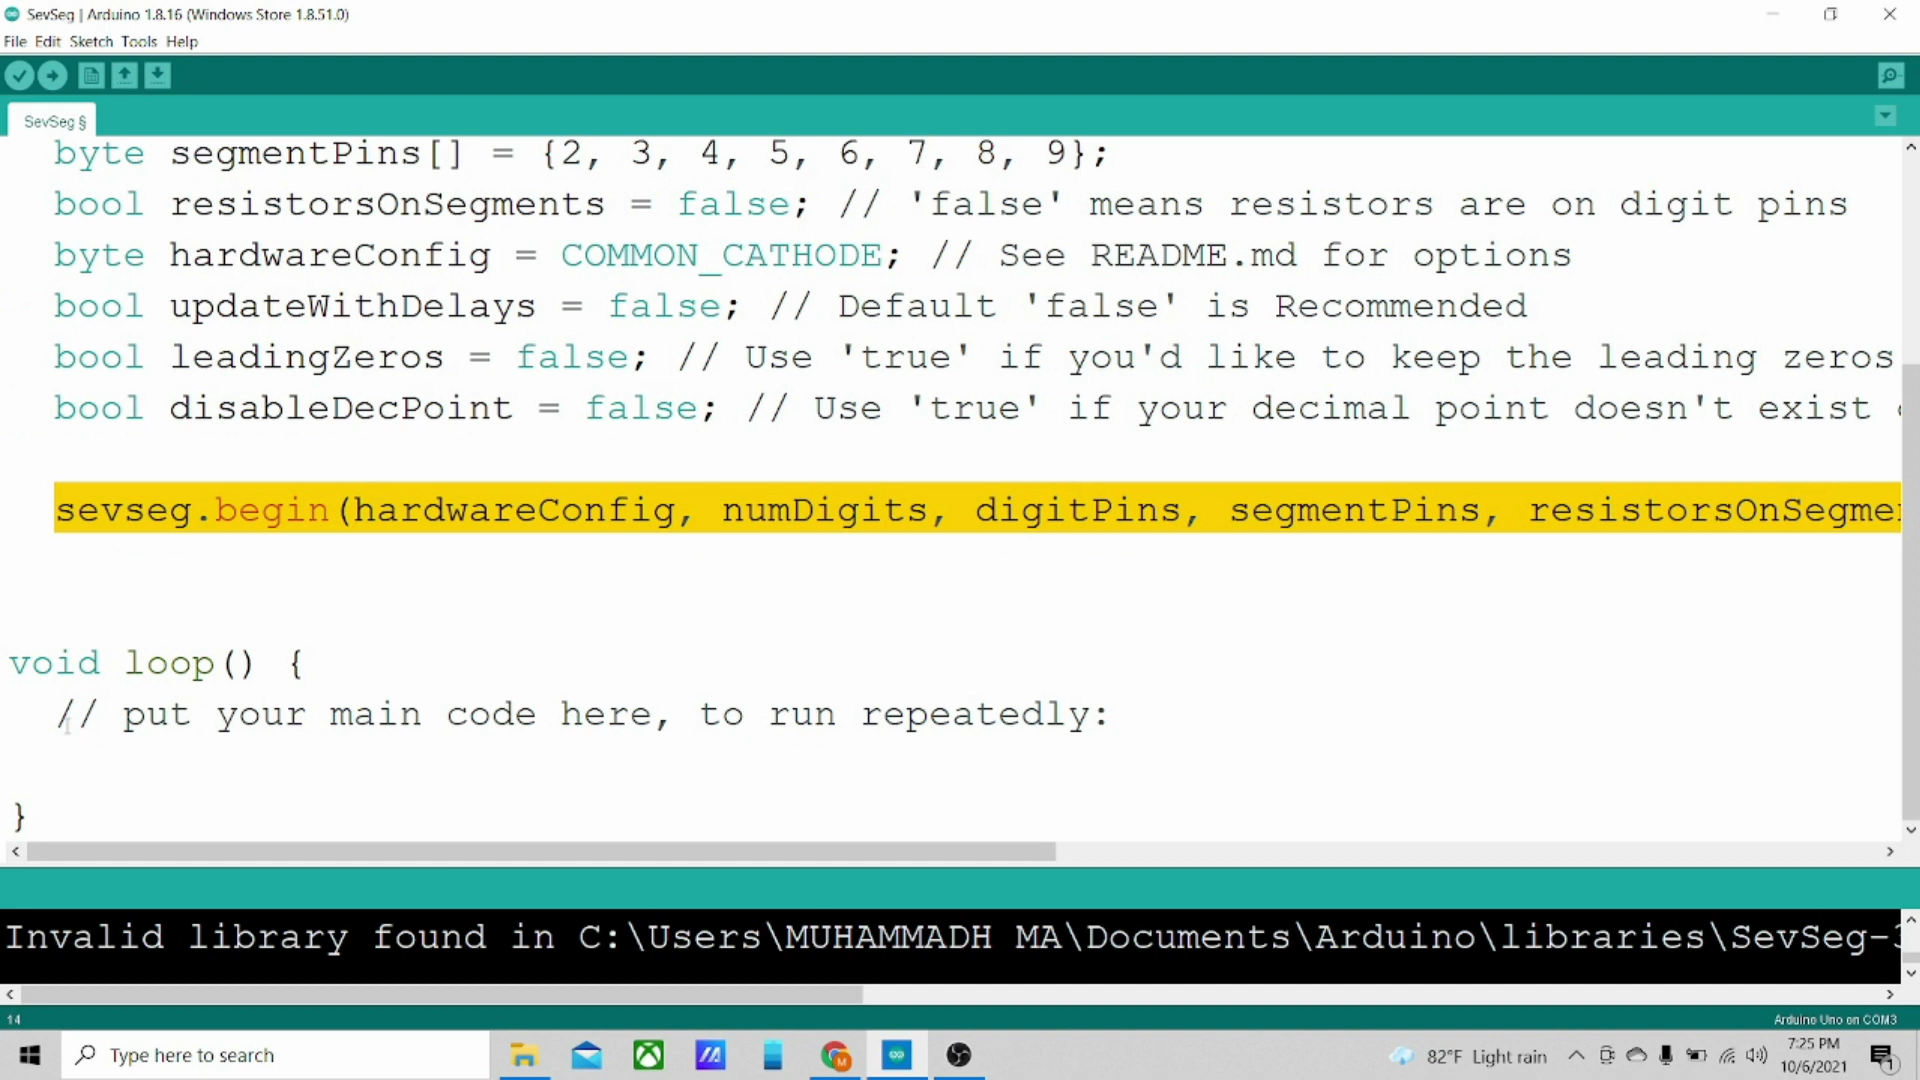 SevSeg | Arduino 1.8.16 (Windows Store 1.8.51.0)
File Edit Sketch Tools Help
SevSeg §
byte segmentPins[] = {2, 3, 4, 5, 6, 7, 8, 9};
bool resistorsOnSegments = false; // 'false' means resistors are on digit pins
byte hardwareConfig = COMMON_CATHODE; // See README.md for options
bool updateWithDelays = false; // Default 'false' is Recommended
bool leadingZeros = false; // Use 'true' if you'd like to keep the leading zeros
bool disableDecPoint = false; // Use 'true' if your decimal point doesn't exist
sevseg.begin(hardwareConfig, numDigits, digitPins, segmentPins, resistorsOnSegme
void loop() {
// put your main code here, to run repeatedly:
}
Invalid library found in C:\Users\MUHAMMADH MA\Documents\Arduino\libraries\SevSeg-3
14
Arduino Uno on COM3
Type here to search
82°F Light rain
7:25 PM
10/6/2021
1